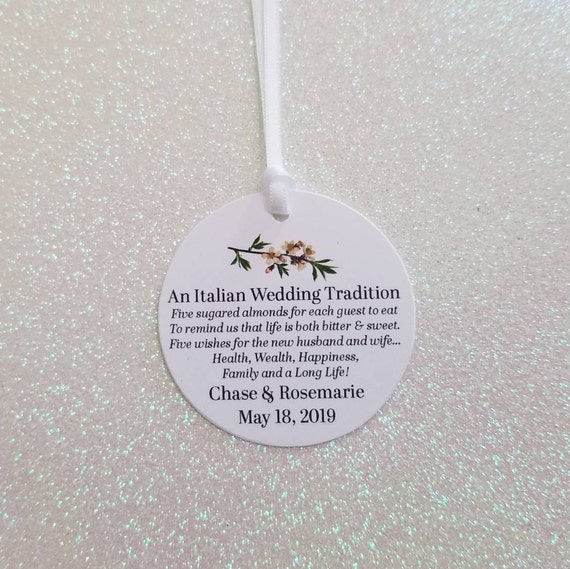 An Italian Wedding Tradition
Five sugared almonds for each guest to eat
To remind us that life is both bitter & sweet.
Five wishes for the new husband and wife...
Health, Wealth, Happiness,
Family and a Long Life!
Chase & Rosemarie
May 18, 2019